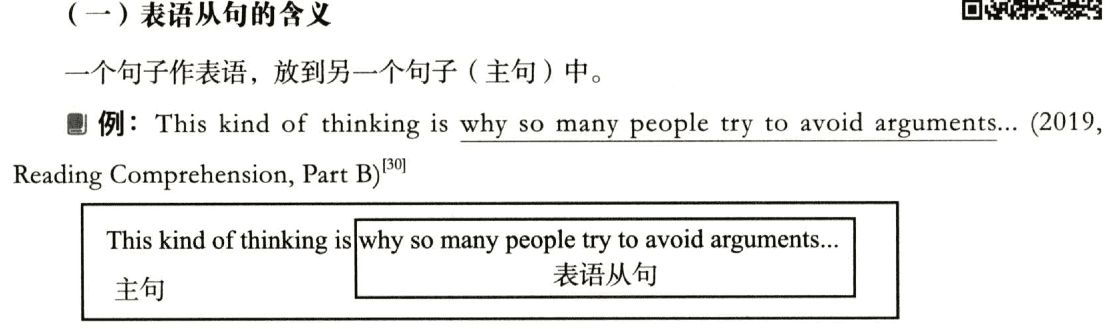 （一）表语从句的含义
一个句子作表语，放到另一个句子（主句）中。
例：This kind of thinking is why so many people try to avoid arguments... (2019,
Reading Comprehension, Part B)[30]
This kind of thinking is why so many people try to avoid arguments...
主句 表语从句